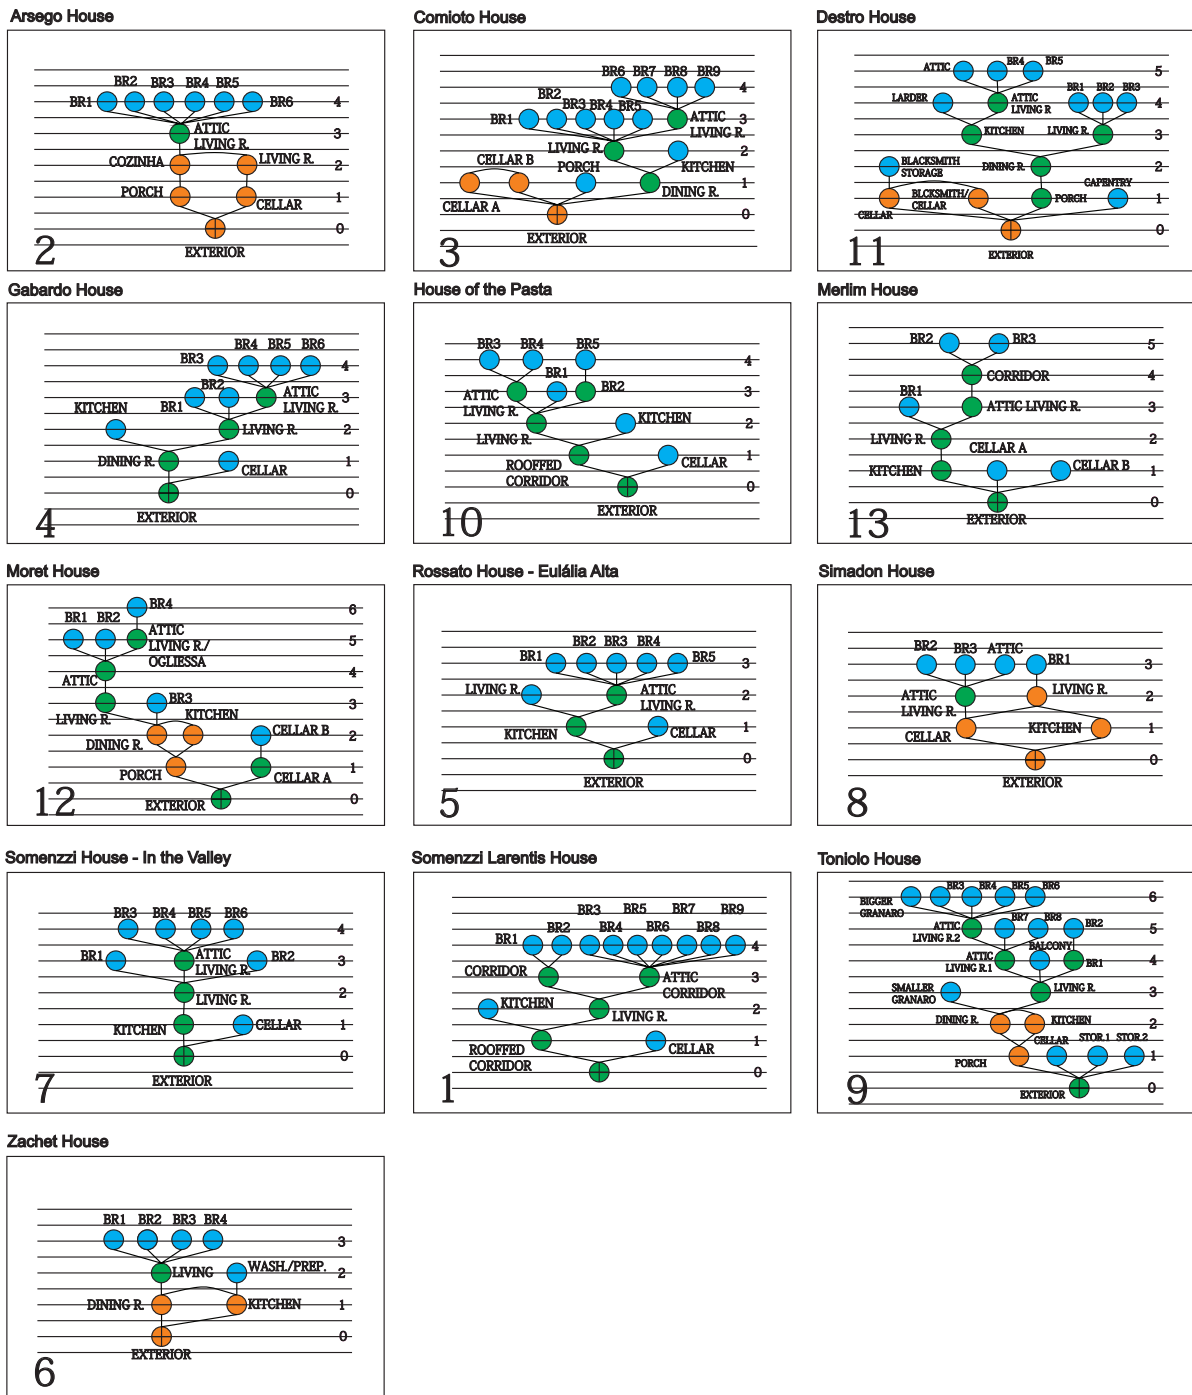 Arsego House
BR2 BR3 BR4 BR5
BR1 BR6 4
ATTIC
LIVING R. 3
COZINHA LIVING R. 2
PORCH CELLAR 1
0
EXTERIOR
2
Comioto House
BR6 BR7 BR8 BR9
4
BR2
BR3 BR4 BR5
BR1 ATTIC 3
LIVING R.
LIVING R. 2
CELLAR B PORCH KITCHEN
1
CELLAR A DINING R.
0
EXTERIOR
3
Destro House
ATTIC BR4 BR5 5
LARDER ATTIC BR1 BR2 BR3 4
LIVING R
KITCHEN LIVING R. 3
BLACKSMITH DINING R. 2
STORAGE
CAPENTRY
BLCKSMITH/ PORCH 1
CELLAR CELLAR
0
EXTERIOR
11
Gabardo House
BR4 BR5 BR6
BR3 4
BR2 ATTIC 3
BR1 LIVING R.
KITCHEN LIVING R. 2
DINING R. CELLAR 1
0
EXTERIOR
4
House of the Pasta
BR3 BR4 BR5
4
BR1
ATTIC BR2 3
LIVING R.
KITCHEN 2
LIVING R.
ROOFFED CELLAR 1
CORRIDOR
0
EXTERIOR
10
Merlim House
BR2 BR3 5
CORRIDOR 4
BR1 ATTIC LIVING R. 3
LIVING R. 2
CELLAR A
KITCHEN CELLAR B 1
0
EXTERIOR
13
Moret House
BR4 6
BR1 BR2 ATTIC 5
LIVING R./
OGLIESSA
ATTIC 4
LIVING R. BR3 3
KITCHEN
DINING R. CELLAR B 2
PORCH CELLAR A 1
EXTERIOR 0
12
Rossato House - Eulália Alta
BR2 BR3 BR4
BR1 BR5 3
LIVING R. ATTIC 2
LIVING R.
KITCHEN CELLAR 1
0
EXTERIOR
5
Simadon House
BR2 BR3 ATTIC BR1
3
ATTIC LIVING R. 2
LIVING R.
CELLAR KITCHEN 1
0
EXTERIOR
8
Somenzzi House - In the Valley
BR3 BR4 BR5 BR6
4
BR1 ATTIC BR2 3
LIVING R.
LIVING R. 2
KITCHEN CELLAR 1
0
EXTERIOR
7
Somenzzi Larentis House
BR3 BR5 BR7 BR9
BR1 BR2 BR4 BR6 BR8 4
CORRIDOR ATTIC 3
CORRIDOR
KITCHEN LIVING R. 2
ROOFFED CELLAR 1
CORRIDOR
0
EXTERIOR
1
Toniolo House
BR3 BR4 BR5 BR6
BIGGER 6
GRANARO
ATTIC BR7 BR8 BR2 5
LIVING R.2
BALCONY
ATTIC BR1 4
LIVING R.1
SMALLER LIVING R. 3
GRANARO
DINING R. KITCHEN 2
CELLAR STOR.1 STOR.2
PORCH 1
EXTERIOR 0
9
Zachet House
BR1 BR2 BR3 BR4
3
LIVING WASH./PREP. 2
DINING R. KITCHEN 1
0
EXTERIOR
6